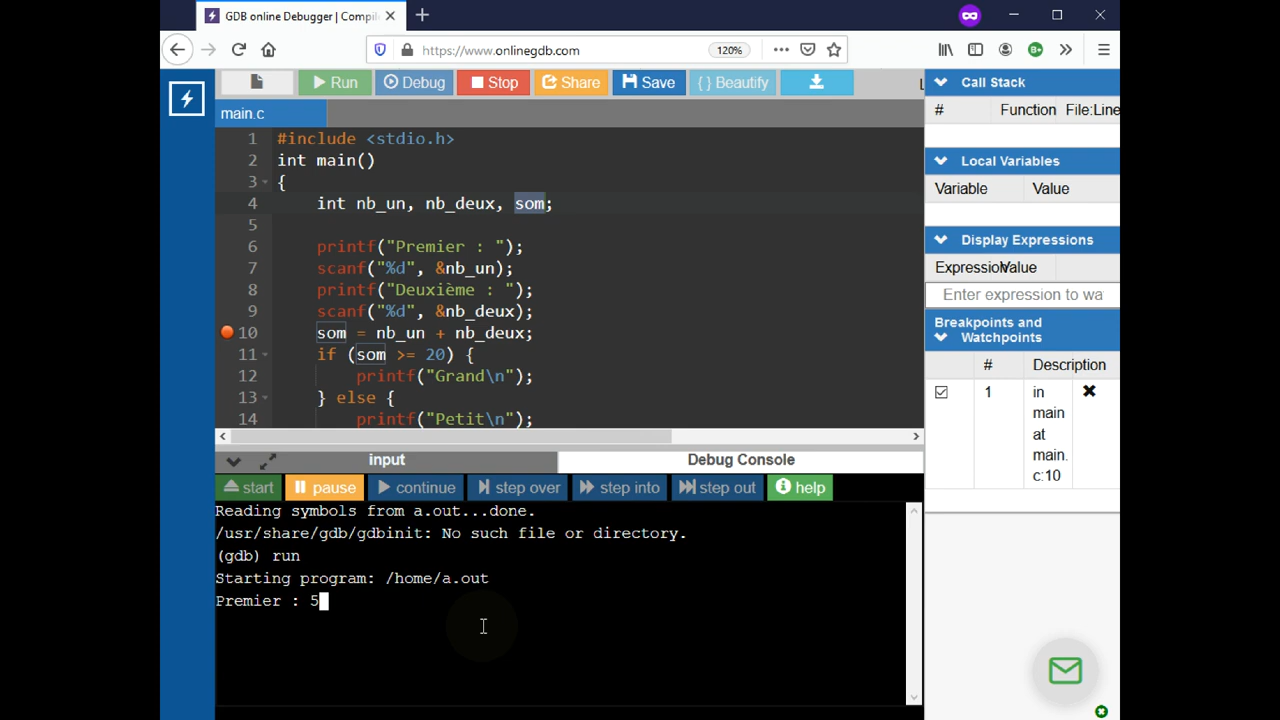 GDB online Debugger | Compil
https://www.onlinegdb.com
120%
Run
Debug
Stop
Share
Save
{ } Beautify
main.c
1 #include <stdio.h>
2 int main()
3 {
4 int nb_un, nb_deux, som;
5
6 printf("Premier : ");
7 scanf("%d", &nb_un);
8 printf("Deuxième : ");
9 scanf("%d", &nb_deux);
10 som = nb_un + nb_deux;
11 if (som >= 20) {
12 printf("Grand\n");
13 } else {
14 printf("Petit\n");
input
Debug Console
start
pause
continue
step over
step into
step out
help
Reading symbols from a.out...done.
/usr/share/gdb/gdbinit: No such file or directory.
(gdb) run
Starting program: /home/a.out
Premier : 5
Call Stack
# Function File:Line
Local Variables
Variable Value
Display Expressions
Expression Value
Enter expression to wa
Breakpoints and
Watchpoints
# Description
1 in
main
at
main.
c:10